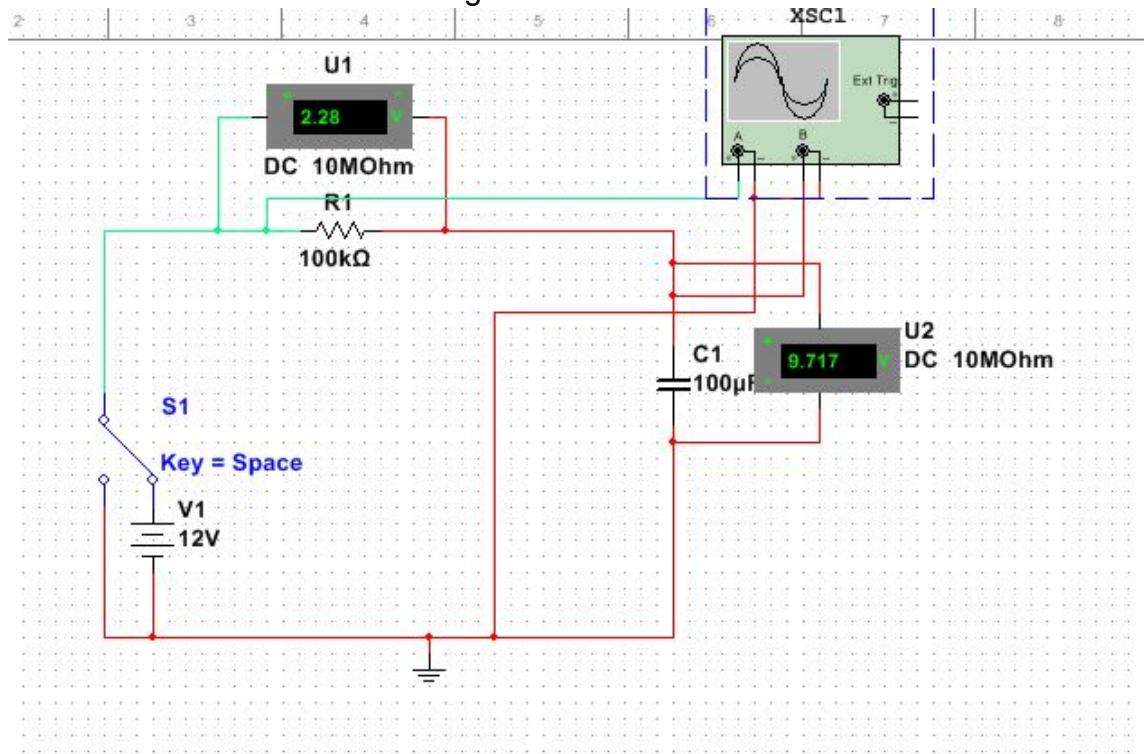 2 3 4 5 6 7 8
XSC1
U1
Ext Trig
2.28 V
A B
DC 10MOhm
R1
100kΩ
U2
C1
9.717 V
DC 10MOhm
100µF
S1
Key = Space
V1
12V